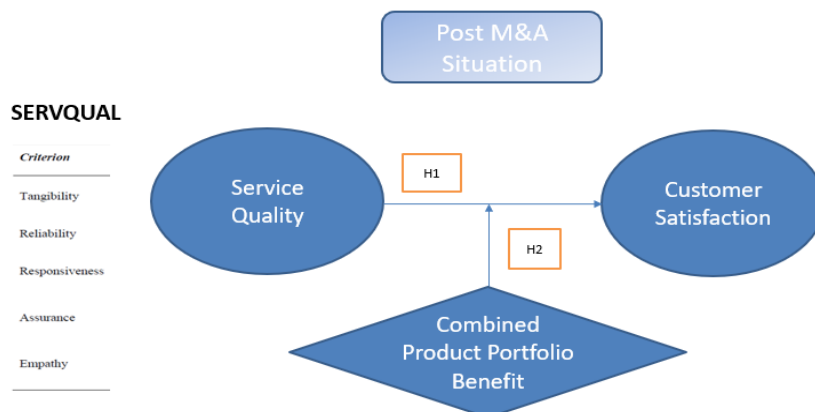 Post M&A
Situation
SERVQUAL
Criterion
Tangibility
Reliability
Responsiveness
Assurance
Empathy
Service
Quality
H1
Customer
Satisfaction
H2
Combined
Product Portfolio
Benefit